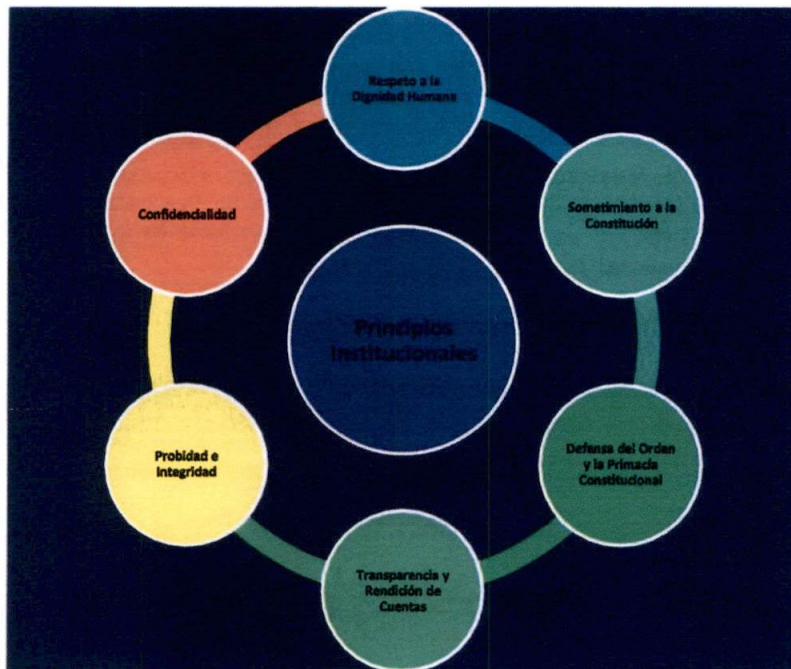 Respeto a la
Dignidad Humana
Sometimiento a la
Constitución
Defensa del Orden
y la Primacía
Constitucional
Transparencia y
Rendición de
Cuentas
Probidad e
Integridad
Confidencialidad
Principios
Institucionales